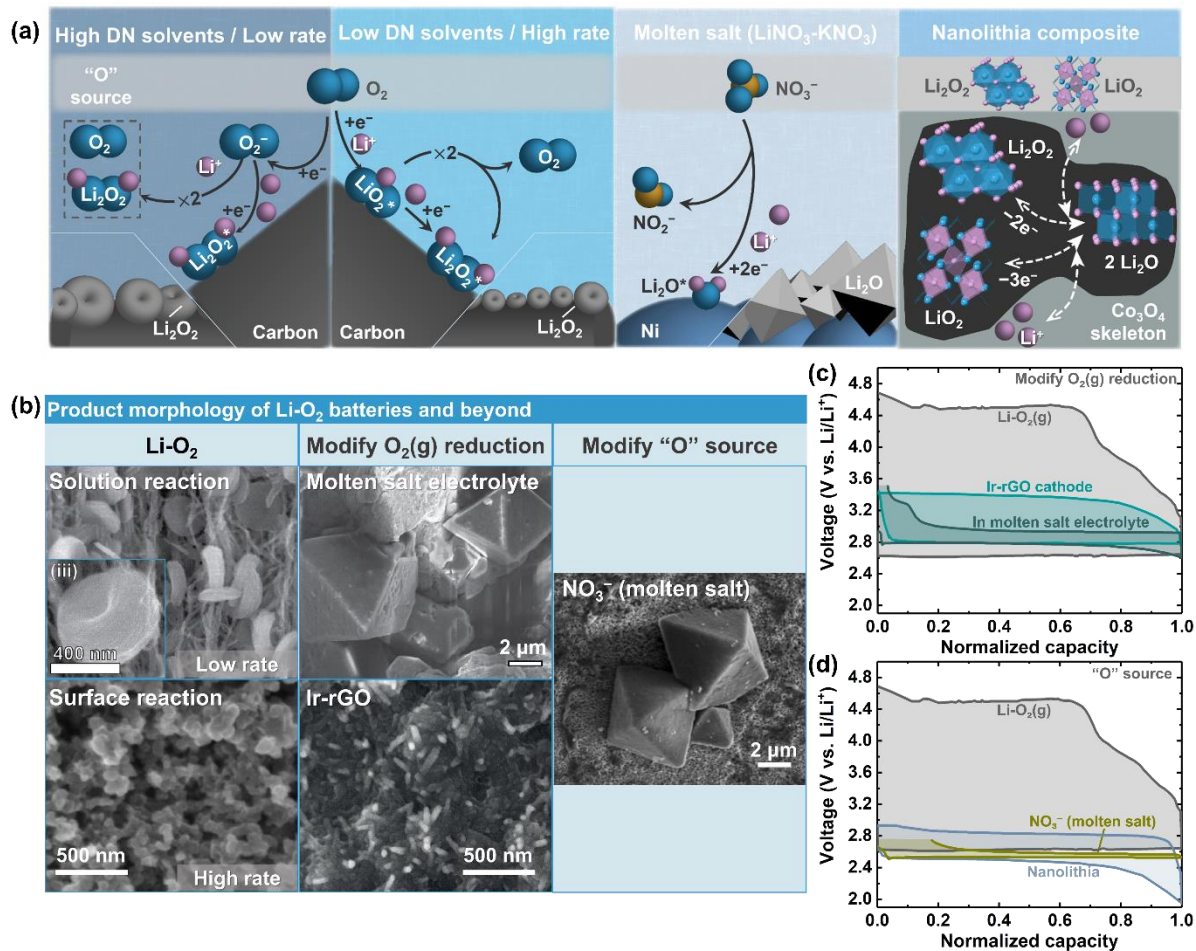 (a)
High DN solvents / Low rate
Low DN solvents / High rate
Molten salt (LiNO₃-KNO₃)
Nanolithia composite
“O”
source
O₂
NO₃⁻
Li₂O₂
LiO₂
O₂
O₂⁻
Li⁺
Li₂O₂
×2
+e⁻
+e⁻
Li₂O₂*
Li₂O₂
Carbon
+e⁻
Li⁺
×2
O₂
LiO₂*
+e⁻
Li₂O₂*
Carbon
Li₂O₂
NO₂⁻
Li⁺
+2e⁻
Li₂O*
Li₂O
Ni
Li₂O₂
−2e⁻
2 Li₂O
−3e⁻
LiO₂
Li⁺
Co₃O₄
skeleton
(b)
Product morphology of Li-O₂ batteries and beyond
Li-O₂
Modify O₂(g) reduction
Modify “O” source
Solution reaction
(iii)
400 nm
Low rate
Molten salt electrolyte
2 µm
NO₃⁻ (molten salt)
2 µm
Surface reaction
500 nm
High rate
Ir-rGO
500 nm
(c)
Modify O₂(g) reduction
Li-O₂(g)
Ir-rGO cathode
In molten salt electrolyte
Voltage (V vs. Li/Li⁺)
4.8
4.4
4.0
3.6
3.2
2.8
2.4
2.0
0.0 0.2 0.4 0.6 0.8 1.0
Normalized capacity
(d)
“O” source
Li-O₂(g)
NO₃⁻ (molten salt)
Nanolithia
Voltage (V vs. Li/Li⁺)
4.8
4.4
4.0
3.6
3.2
2.8
2.4
2.0
0.0 0.2 0.4 0.6 0.8 1.0
Normalized capacity